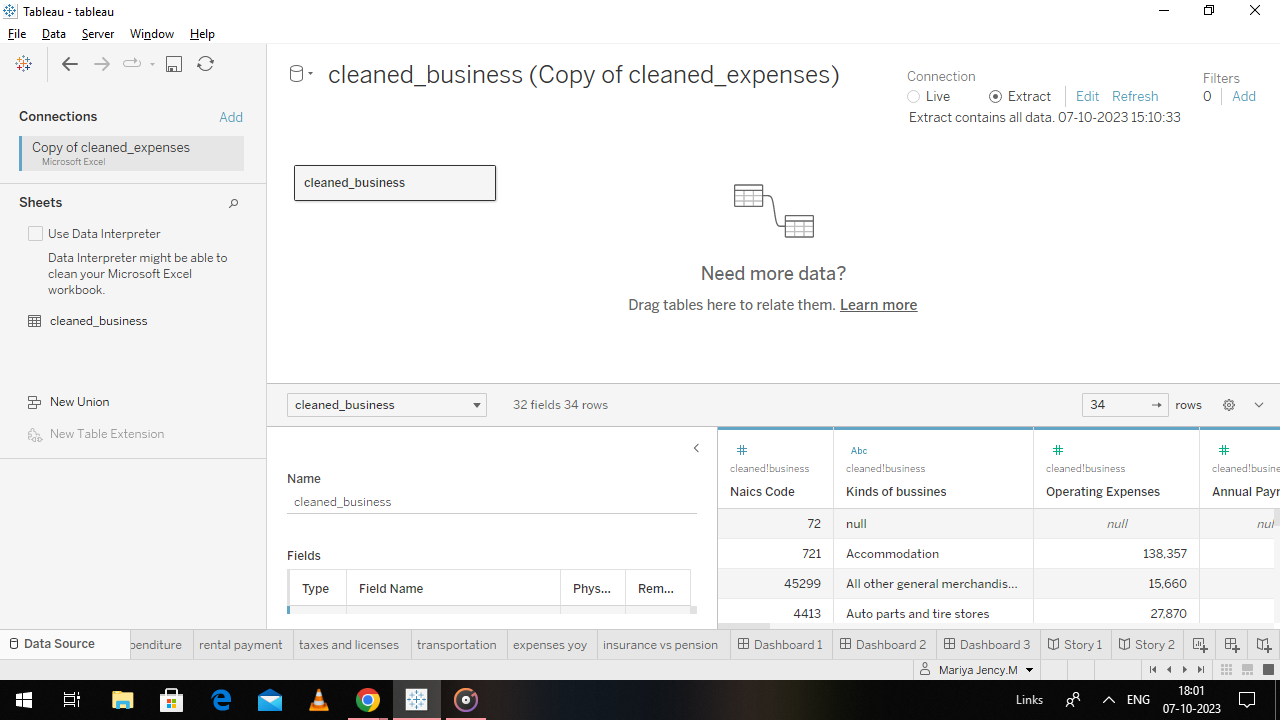 Tableau - tableau
File Data Server Window Help
cleaned_business (Copy of cleaned_expenses)
Connection
Live Extract Edit Refresh
Extract contains all data. 07-10-2023 15:10:33
Filters
0 Add
Connections Add
Copy of cleaned_expenses
Microsoft Excel
Sheets
Use Data Interpreter
Data Interpreter might be able to
clean your Microsoft Excel
workbook.
cleaned_business
New Union
New Table Extension
cleaned_business
Need more data?
Drag tables here to relate them. Learn more
cleaned_business 32 fields 34 rows 34 rows
Name
cleaned_business
Fields
Type Field Name Phys... Rem...
# Abc # #
cleaned!business cleaned!business cleaned!business cleaned!busine
Naics Code Kinds of bussines Operating Expenses Annual Payr
72 null null nul
721 Accommodation 138,357
45299 All other general merchandis... 15,660
4413 Auto parts and tire stores 27,870
Data Source penditure rental payment taxes and licenses transportation expenses yoy insurance vs pension Dashboard 1 Dashboard 2 Dashboard 3 Story 1 Story 2
Mariya Jency.M
Links ENG 18:01
07-10-2023